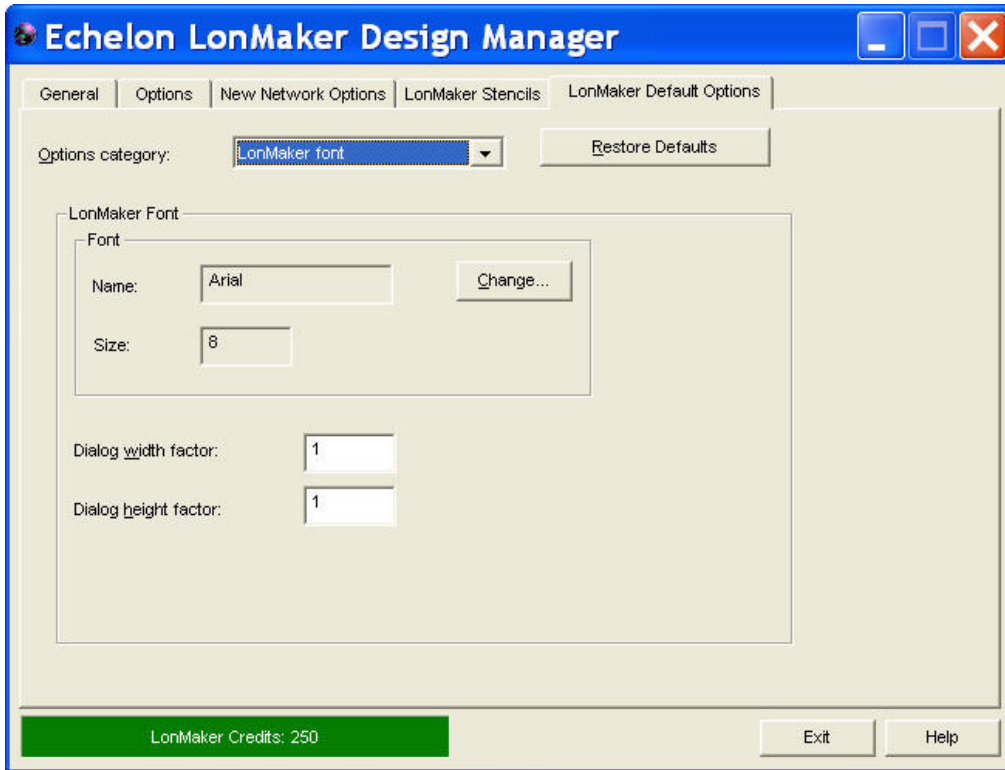 Echelon LonMaker Design Manager
General Options New Network Options LonMaker Stencils LonMaker Default Options
Options category: LonMaker font Restore Defaults
LonMaker Font
Font
Name: Arial Change...
Size: 8
Dialog width factor: 1
Dialog height factor: 1
LonMaker Credits: 250 Exit Help